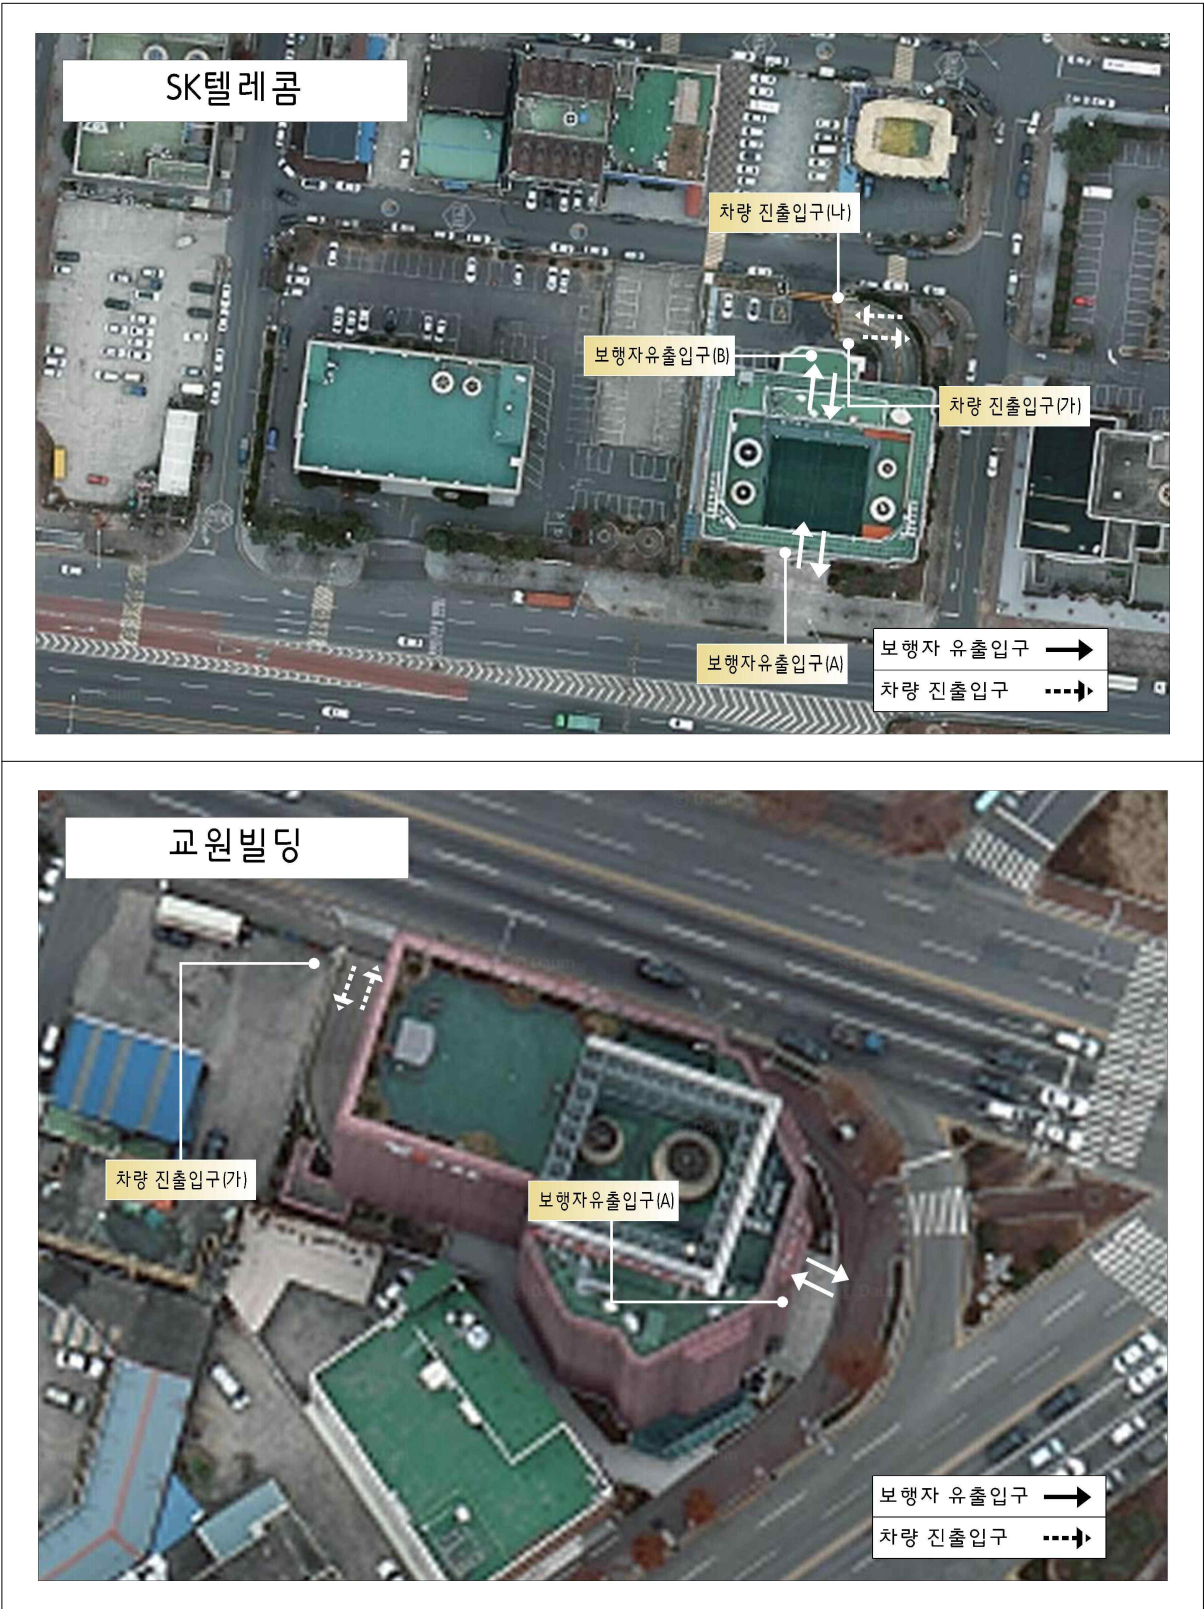 SK텔레콤
차량 진출입구(나)
보행자유출입구(B)
차량 진출입구(가)
보행자유출입구(A)
보행자 유출입구
차량 진출입구
교원빌딩
차량 진출입구(가)
보행자유출입구(A)
보행자 유출입구
차량 진출입구